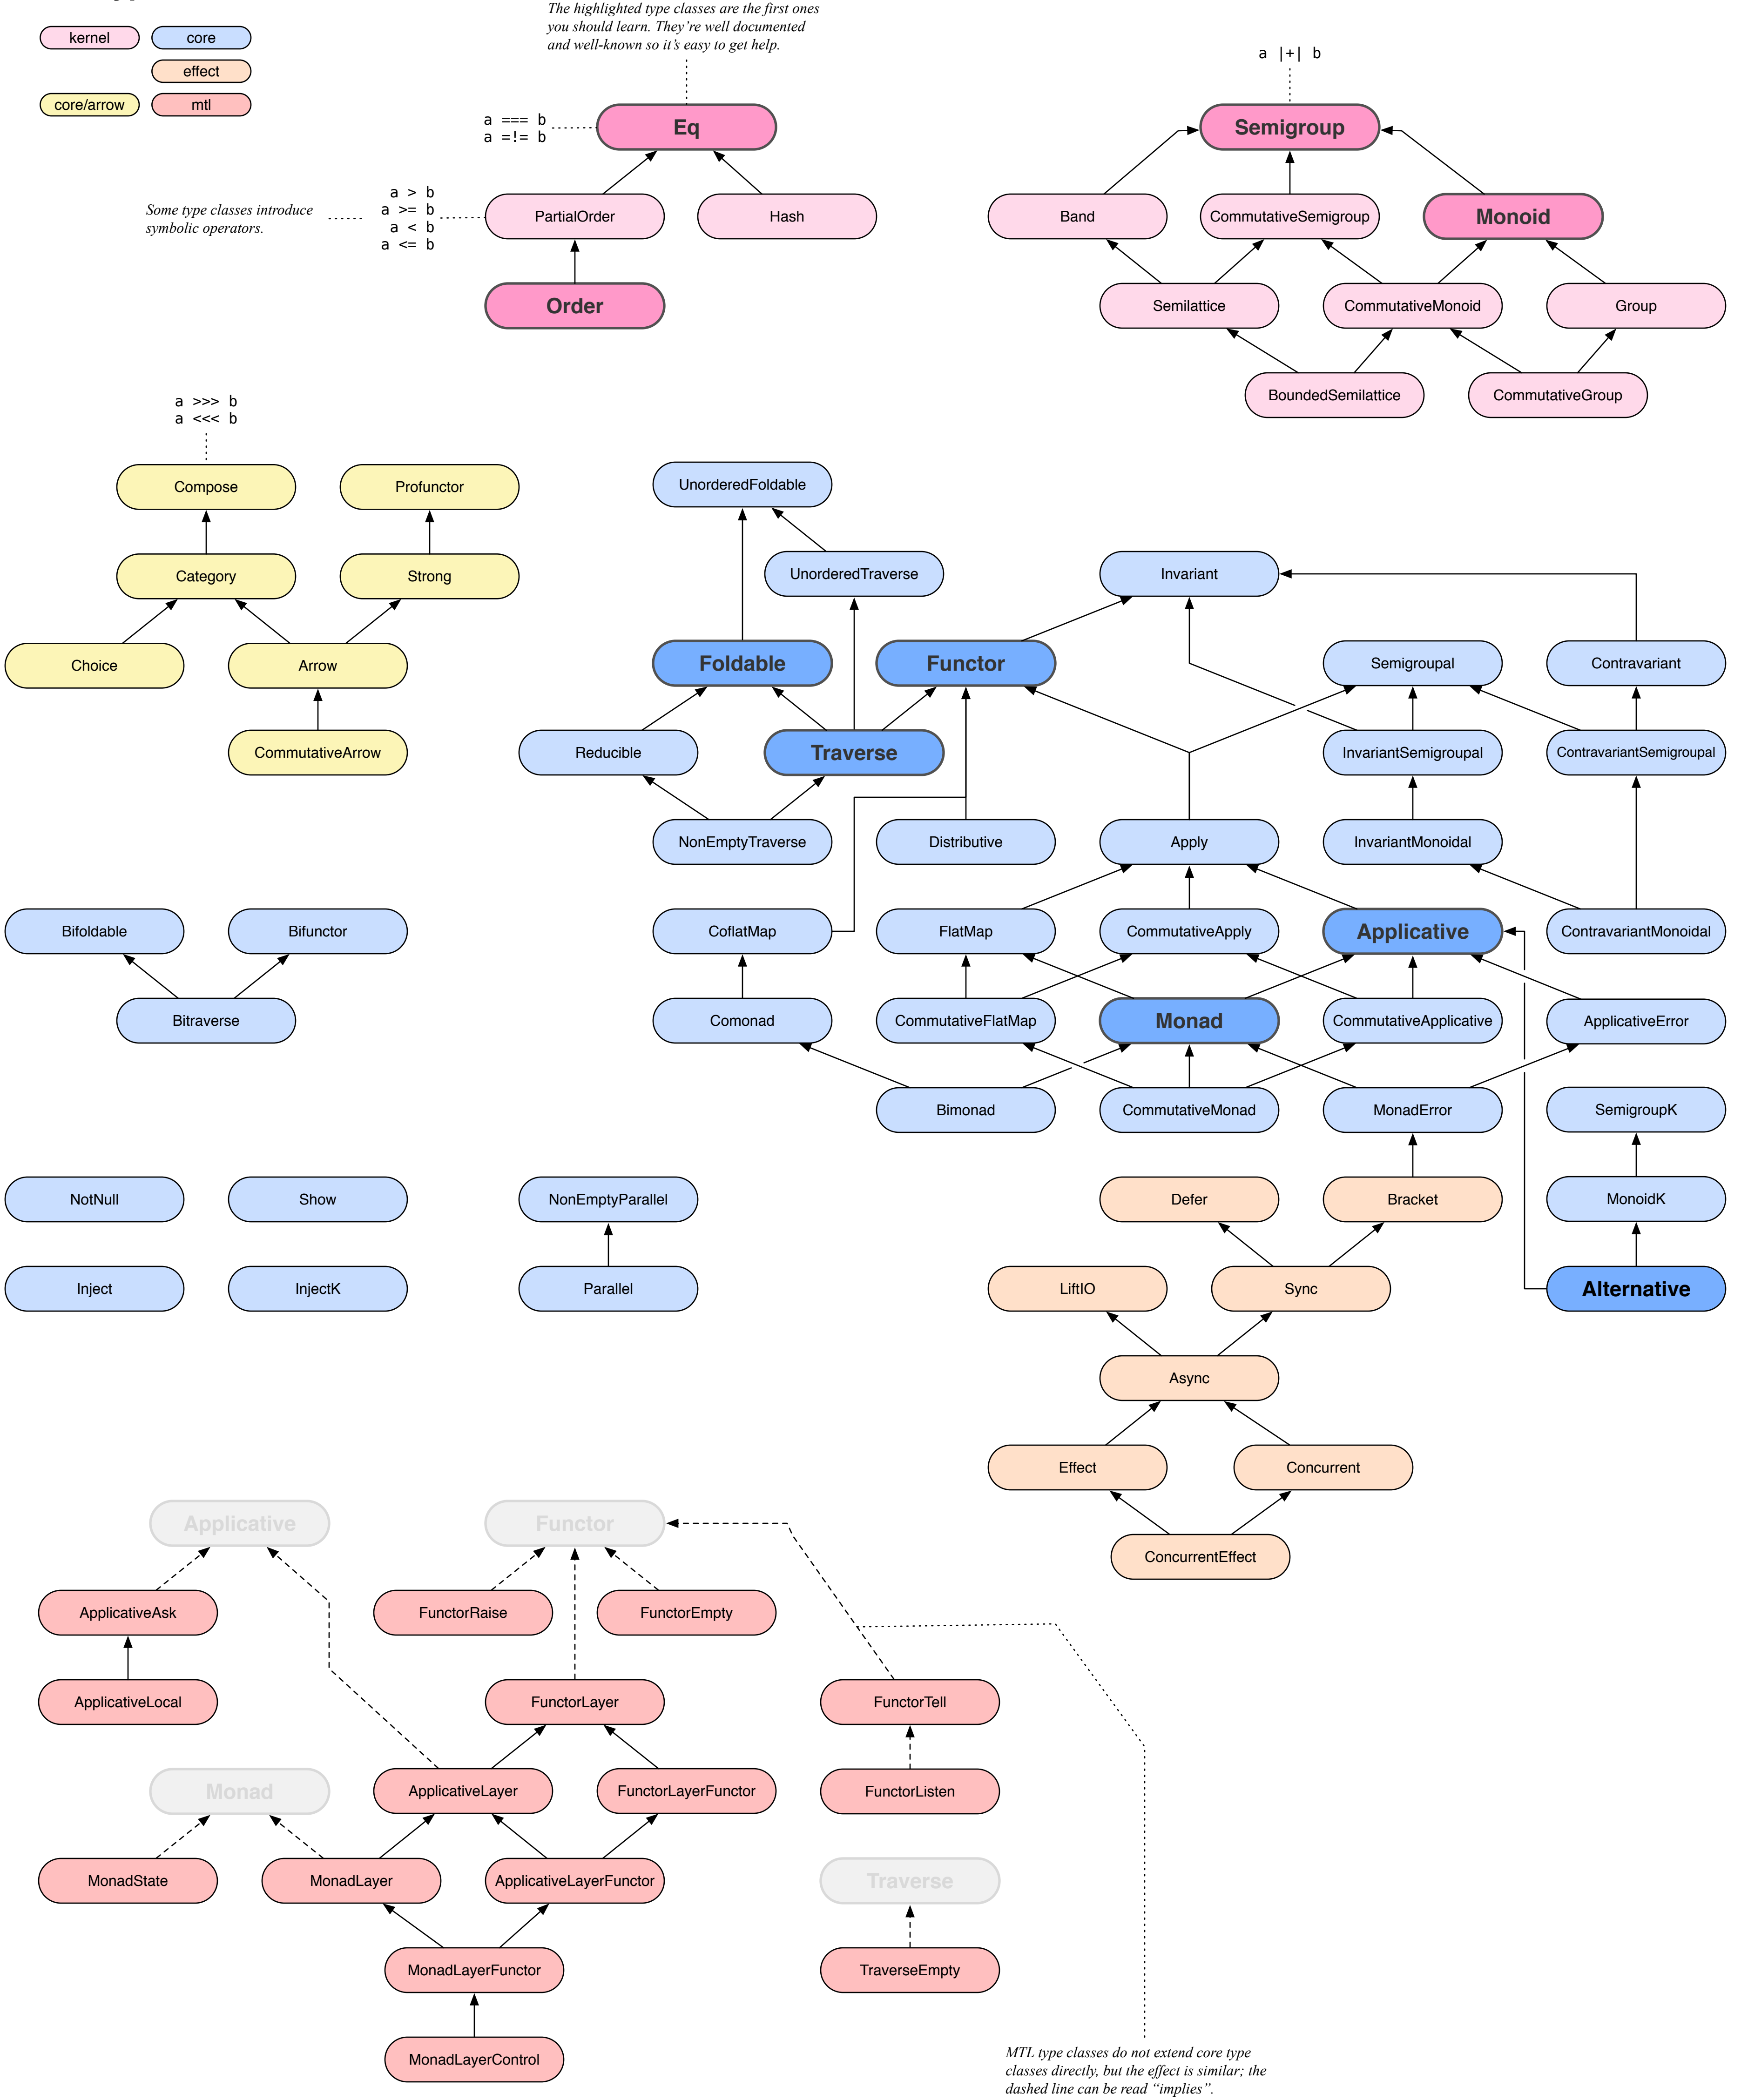 The highlighted type classes are the first ones
you should learn. They’re well documented
and well-known so it’s easy to get help.
kernel
core
effect
core/arrow
mtl
a |+| b
a === b
a =!= b
Eq
Semigroup
Some type classes introduce
symbolic operators.
a > b
a >= b
a < b
a <= b
PartialOrder
Hash
Band
CommutativeSemigroup
Monoid
Order
Semilattice
CommutativeMonoid
Group
BoundedSemilattice
CommutativeGroup
a >>> b
a <<< b
Compose
Profunctor
UnorderedFoldable
Category
Strong
UnorderedTraverse
Invariant
Choice
Arrow
Foldable
Functor
Semigroupal
Contravariant
CommutativeArrow
Reducible
Traverse
InvariantSemigroupal
ContravariantSemigroupal
NonEmptyTraverse
Distributive
Apply
InvariantMonoidal
Bifoldable
Bifunctor
CoflatMap
FlatMap
CommutativeApply
Applicative
ContravariantMonoidal
Bitraverse
Comonad
CommutativeFlatMap
Monad
CommutativeApplicative
ApplicativeError
Bimonad
CommutativeMonad
MonadError
SemigroupK
NotNull
Show
NonEmptyParallel
Defer
Bracket
MonoidK
Inject
InjectK
Parallel
LiftIO
Sync
Alternative
Async
Effect
Concurrent
Applicative
Functor
ConcurrentEffect
ApplicativeAsk
FunctorRaise
FunctorEmpty
ApplicativeLocal
FunctorLayer
FunctorTell
Monad
ApplicativeLayer
FunctorLayerFunctor
FunctorListen
MonadState
MonadLayer
ApplicativeLayerFunctor
Traverse
MonadLayerFunctor
TraverseEmpty
MonadLayerControl
MTL type classes do not extend core type
classes directly, but the effect is similar; the
dashed line can be read “implies”.